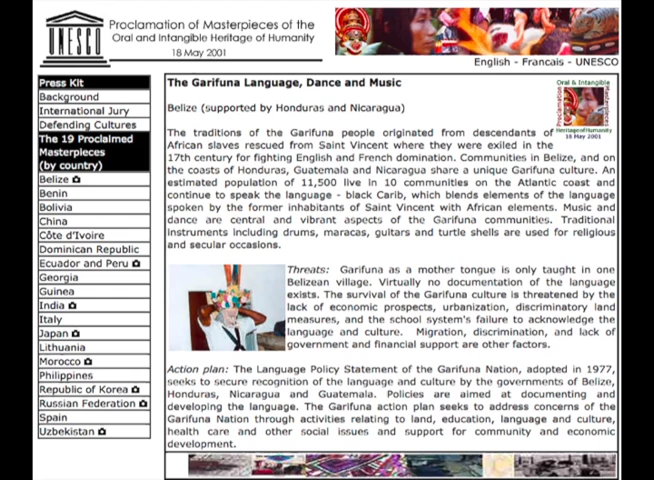 UNESCO
Proclamation of Masterpieces of the
Oral and Intangible Heritage of Humanity
18 May 2001
English - Francais - UNESCO
Press Kit
Background
International Jury
Defending Cultures
The 19 Proclaimed
Masterpieces
(by country)
Belize
Benin
Bolivia
China
Côte d'Ivoire
Dominican Republic
Ecuador and Peru
Georgia
Guinea
India
Italy
Japan
Lithuania
Morocco
Philippines
Republic of Korea
Russian Federation
Spain
Uzbekistan
The Garifuna Language, Dance and Music
Oral & Intangible
Proclamation
Masterpieces
Heritage of Humanity
18 May 2001
Belize (supported by Honduras and Nicaragua)
The traditions of the Garifuna people originated from descendants of
African slaves rescued from Saint Vincent where they were exiled in the
17th century for fighting English and French domination. Communities in Belize, and on
the coasts of Honduras, Guatemala and Nicaragua share a unique Garifuna culture. An
estimated population of 11,500 live in 10 communities on the Atlantic coast and
continue to speak the language - black Carib, which blends elements of the language
spoken by the former inhabitants of Saint Vincent with African elements. Music and
dance are central and vibrant aspects of the Garifuna communities. Traditional
instruments including drums, maracas, guitars and turtle shells are used for religious
and secular occasions.
Threats: Garifuna as a mother tongue is only taught in one
Belizean village. Virtually no documentation of the language
exists. The survival of the Garifuna culture is threatened by the
lack of economic prospects, urbanization, discriminatory land
measures, and the school system's failure to acknowledge the
language and culture. Migration, discrimination, and lack of
government and financial support are other factors.
Action plan: The Language Policy Statement of the Garifuna Nation, adopted in 1977,
seeks to secure recognition of the language and culture by the governments of Belize,
Honduras, Nicaragua and Guatemala. Policies are aimed at documenting and
developing the language. The Garifuna action plan seeks to address concerns of the
Garifuna Nation through activities relating to land, education, language and culture,
health care and other social issues and support for community and economic
development.